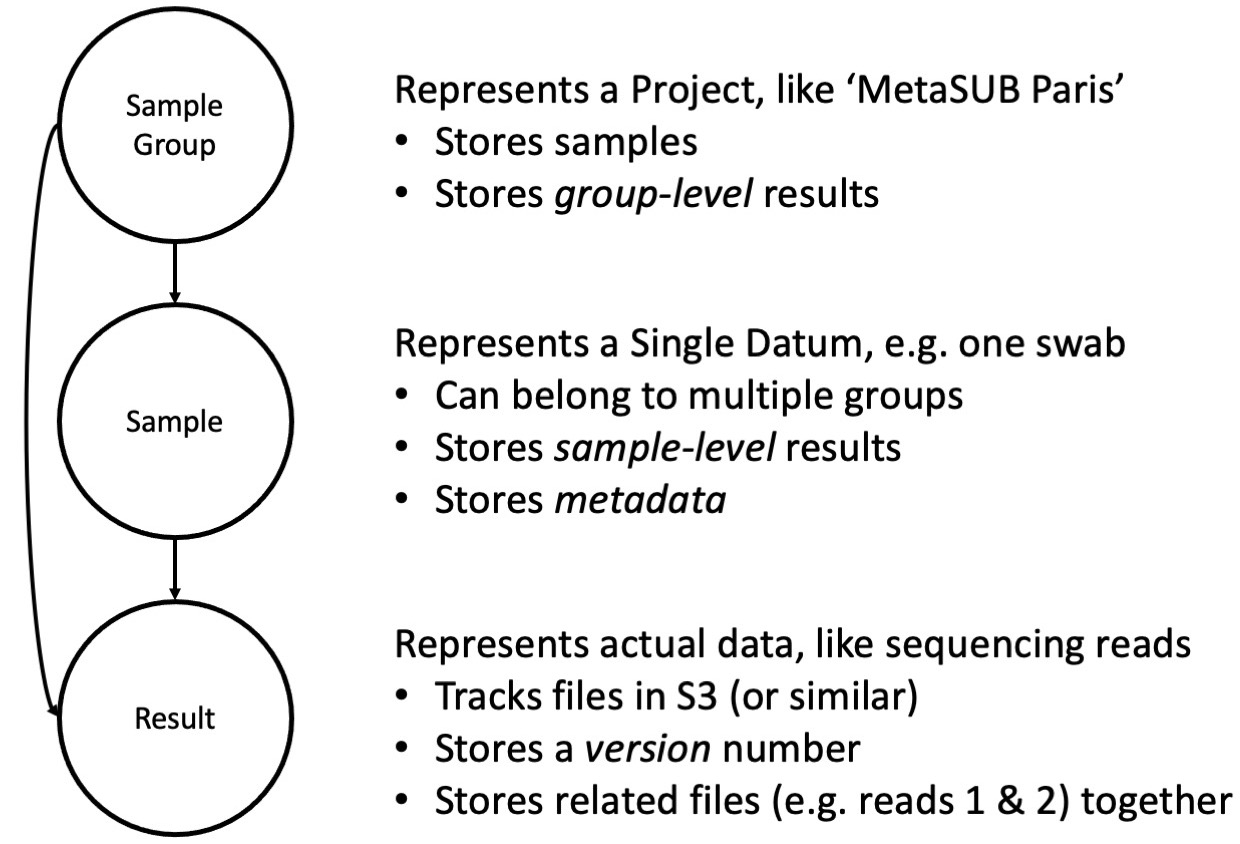 Sample
Group
Represents a Project, like ‘MetaSUB Paris’
• Stores samples
• Stores group-level results
Sample
Represents a Single Datum, e.g. one swab
• Can belong to multiple groups
• Stores sample-level results
• Stores metadata
Result
Represents actual data, like sequencing reads
• Tracks files in S3 (or similar)
• Stores a version number
• Stores related files (e.g. reads 1 & 2) together